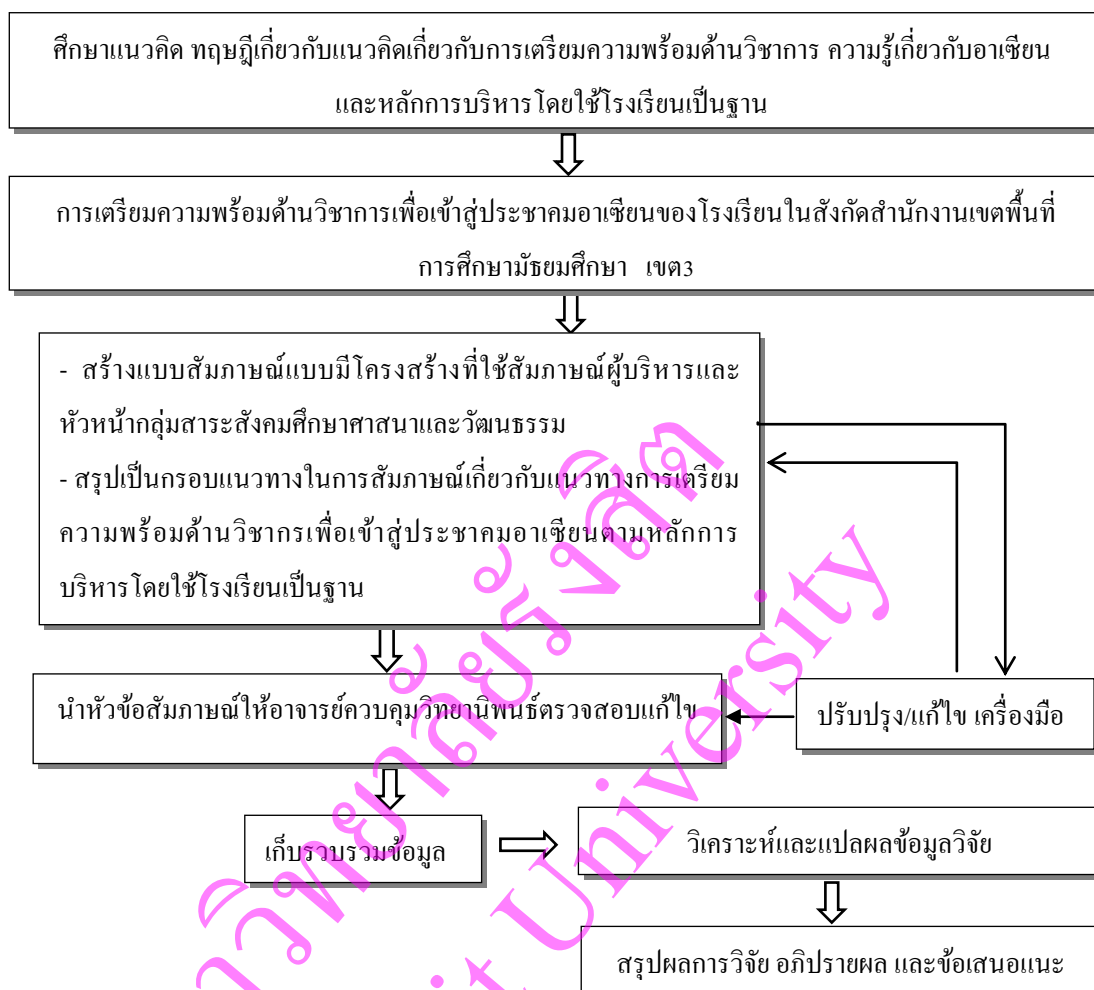 ศึกษาแนวคิด ทฤษฎีเกี่ยวกับแนวคิดเกี่ยวกับการเตรียมความพร้อมด้านวิชาการ ความรู้เกี่ยวกับอาเซียน
และหลักการบริหารโดยใช้โรงเรียนเป็นฐาน
การเตรียมความพร้อมด้านวิชาการเพื่อเข้าสู่ประชาคมอาเซียนของโรงเรียนในสังกัดสำนักงานเขตพื้นที่
การศึกษามัธยมศึกษา เขต3
- สร้างแบบสัมภาษณ์แบบมีโครงสร้างที่ใช้สัมภาษณ์ผู้บริหารและ
หัวหน้ากลุ่มสาระสังคมศึกษาศาสนาและวัฒนธรรม
- สรุปเป็นกรอบแนวทางในการสัมภาษณ์เกี่ยวกับแนวทางการเตรียม
ความพร้อมด้านวิชากรเพื่อเข้าสู่ประชาคมอาเซียนตามหลักการ
บริหารโดยใช้โรงเรียนเป็นฐาน
นำหัวข้อสัมภาษณ์ให้อาจารย์ควบคุมวิทยานิพนธ์ตรวจสอบแก้ไข
ปรับปรุง/แก้ไข เครื่องมือ
เก็บรวบรวมข้อมูล
วิเคราะห์และแปลผลข้อมูลวิจัย
สรุปผลการวิจัย อภิปรายผล และข้อเสนอแนะ
วิทยาลัยรังสิต
University